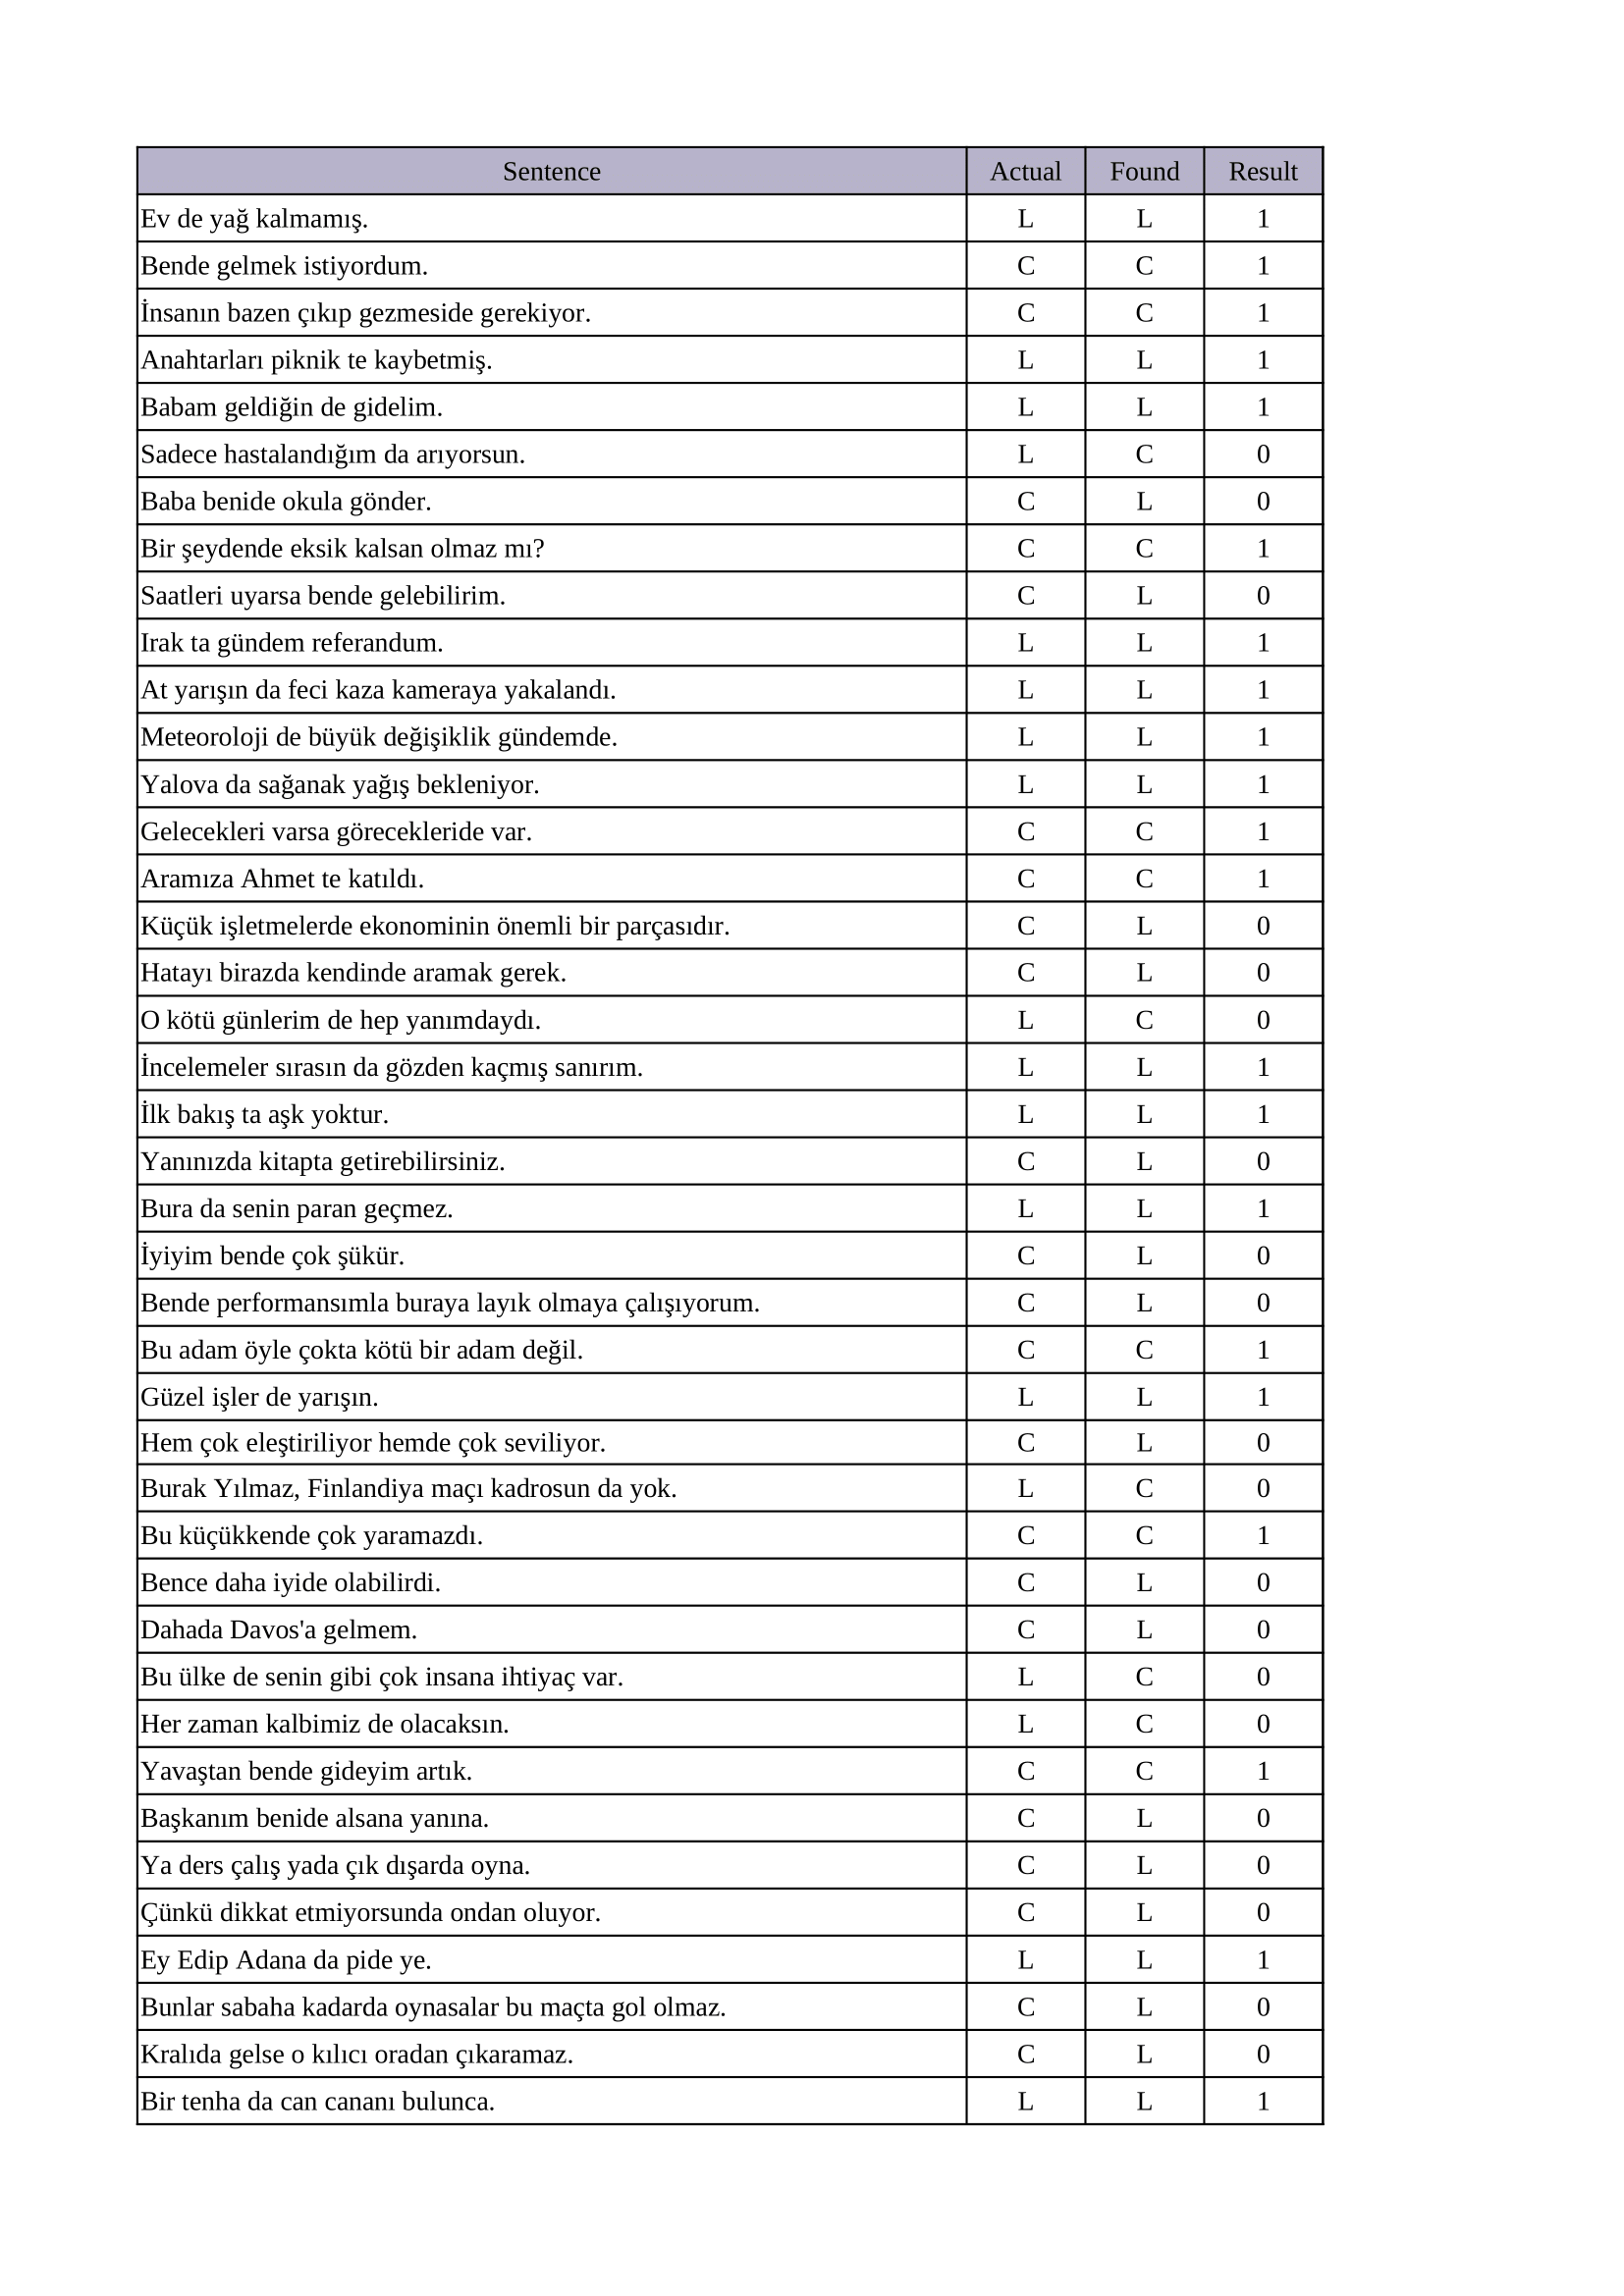 Sentence Actual Found Result
Ev de yağ kalmamış. L L 1
Bende gelmek istiyordum. C C 1
İnsanın bazen çıkıp gezmeside gerekiyor. C C 1
Anahtarları piknik te kaybetmiş. L L 1
Babam geldiğin de gidelim. L L 1
Sadece hastalandığım da arıyorsun. L C 0
Baba benide okula gönder. C L 0
Bir şeydende eksik kalsan olmaz mı? C C 1
Saatleri uyarsa bende gelebilirim. C L 0
Irak ta gündem referandum. L L 1
At yarışın da feci kaza kameraya yakalandı. L L 1
Meteoroloji de büyük değişiklik gündemde. L L 1
Yalova da sağanak yağış bekleniyor. L L 1
Gelecekleri varsa görecekleride var. C C 1
Aramıza Ahmet te katıldı. C C 1
Küçük işletmelerde ekonominin önemli bir parçasıdır. C L 0
Hatayı birazda kendinde aramak gerek. C L 0
O kötü günlerim de hep yanımdaydı. L C 0
İncelemeler sırasın da gözden kaçmış sanırım. L L 1
İlk bakış ta aşk yoktur. L L 1
Yanınızda kitapta getirebilirsiniz. C L 0
Bura da senin paran geçmez. L L 1
İyiyim bende çok şükür. C L 0
Bende performansımla buraya layık olmaya çalışıyorum. C L 0
Bu adam öyle çokta kötü bir adam değil. C C 1
Güzel işler de yarışın. L L 1
Hem çok eleştiriliyor hemde çok seviliyor. C L 0
Burak Yılmaz, Finlandiya maçı kadrosun da yok. L C 0
Bu küçükkende çok yaramazdı. C C 1
Bence daha iyide olabilirdi. C L 0
Dahada Davos'a gelmem. C L 0
Bu ülke de senin gibi çok insana ihtiyaç var. L C 0
Her zaman kalbimiz de olacaksın. L C 0
Yavaştan bende gideyim artık. C C 1
Başkanım benide alsana yanına. C L 0
Ya ders çalış yada çık dışarda oyna. C L 0
Çünkü dikkat etmiyorsunda ondan oluyor. C L 0
Ey Edip Adana da pide ye. L L 1
Bunlar sabaha kadarda oynasalar bu maçta gol olmaz. C L 0
Kralıda gelse o kılıcı oradan çıkaramaz. C L 0
Bir tenha da can cananı bulunca. L L 1